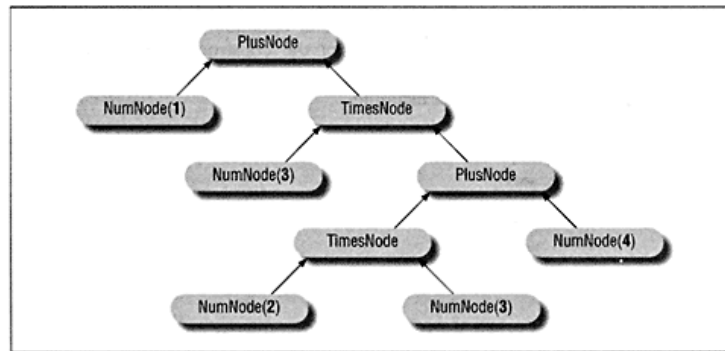 PlusNode
NumNode(1)
TimesNode
NumNode(3)
PlusNode
TimesNode
NumNode(4)
NumNode(2)
NumNode(3)